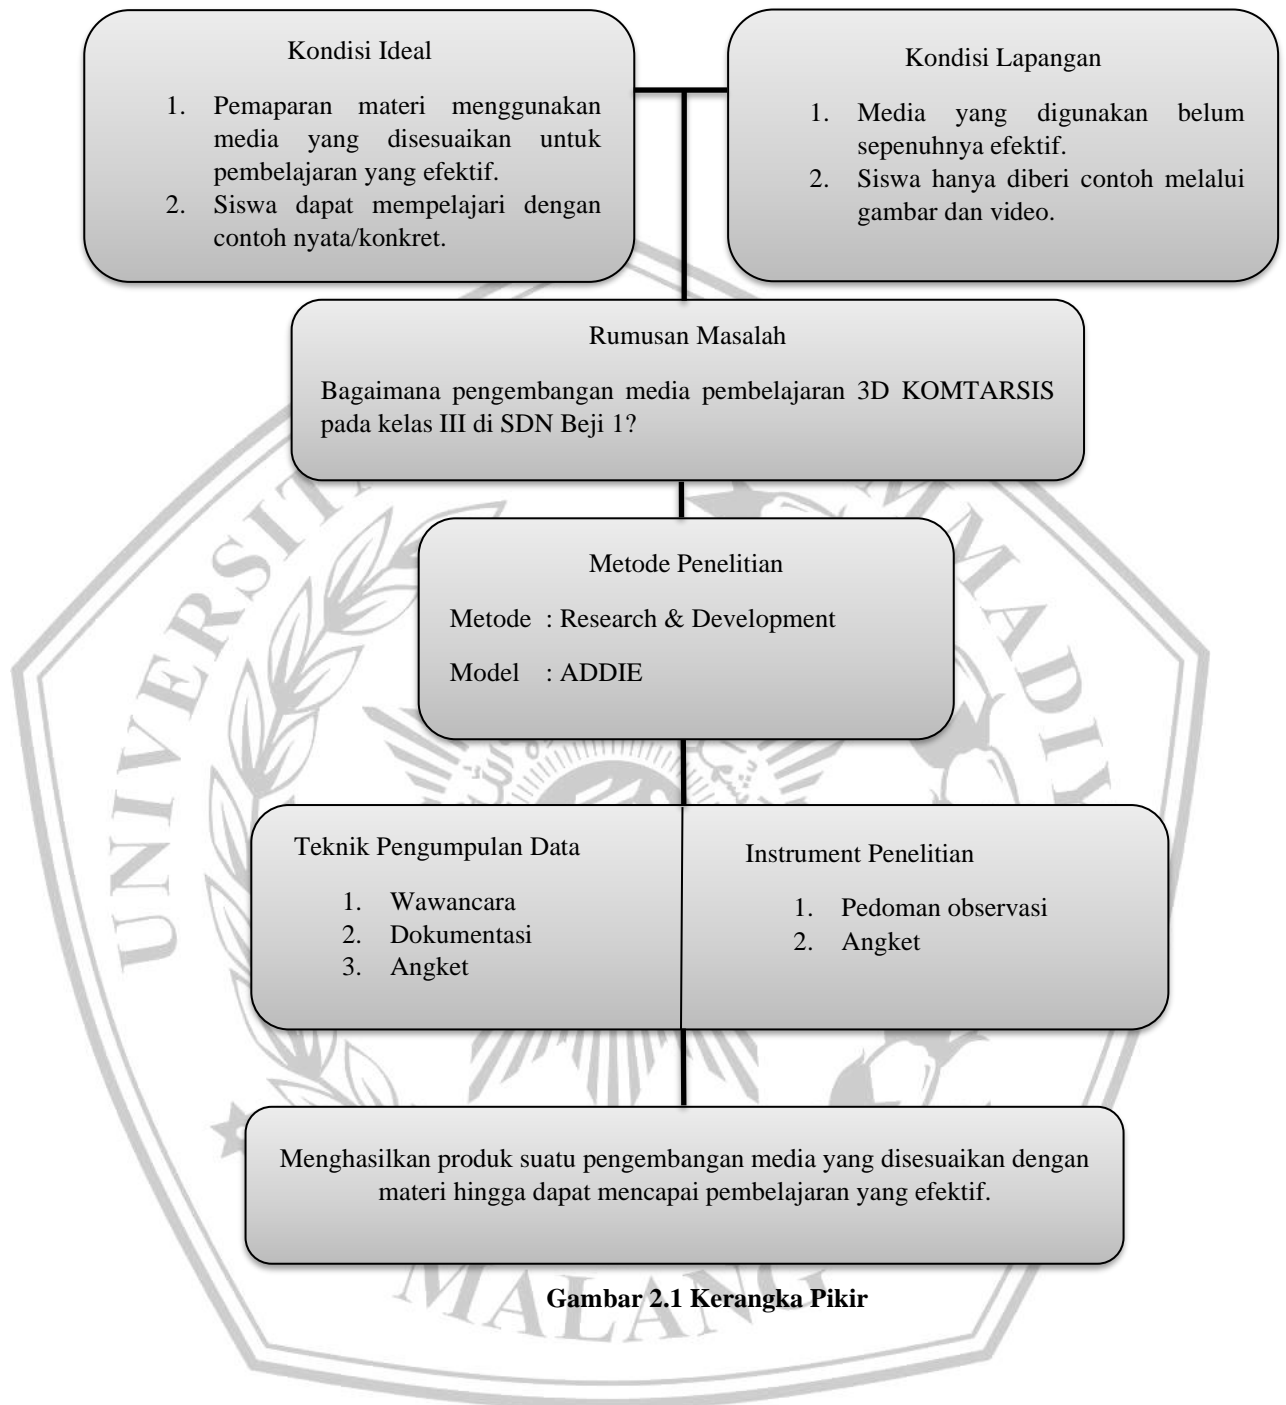 Kondisi Ideal
1. Pemaparan materi menggunakan
media yang disesuaikan untuk
pembelajaran yang efektif.
2. Siswa dapat mempelajari dengan
contoh nyata/konkret.
Kondisi Lapangan
1. Media yang digunakan belum
sepenuhnya efektif.
2. Siswa hanya diberi contoh melalui
gambar dan video.
Rumusan Masalah
Bagaimana pengembangan media pembelajaran 3D KOMTARSIS
pada kelas III di SDN Beji 1?
Metode Penelitian
Metode : Research & Development
Model : ADDIE
Teknik Pengumpulan Data
1. Wawancara
2. Dokumentasi
3. Angket
Instrument Penelitian
1. Pedoman observasi
2. Angket
Menghasilkan produk suatu pengembangan media yang disesuaikan dengan
materi hingga dapat mencapai pembelajaran yang efektif.
Gambar 2.1 Kerangka Pikir
MALANG